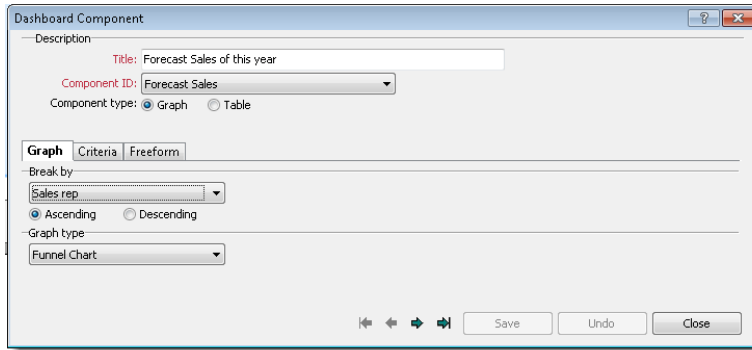 Dashboard Component
Description
Title: Forecast Sales of this year
Component ID: Forecast Sales
Component type: Graph Table
Graph Criteria Freeform
Break by
Sales rep
Ascending Descending
Graph type
Funnel Chart
Save Undo Close